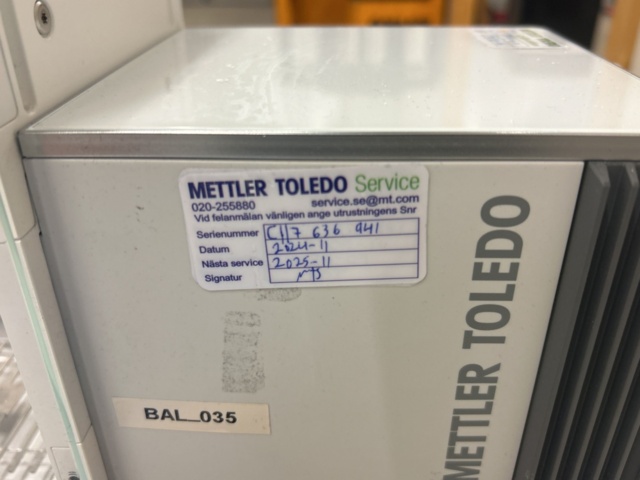 METTLER TOLEDO Service
020-255880 service.se@mt.com
Vid felanmälan vänligen ange utrustningens Snr
Serienummer C117 636 941
Datum 2024-11
Nästa service 2025-11
Signatur
BAL_035
METTLER TOLEDO